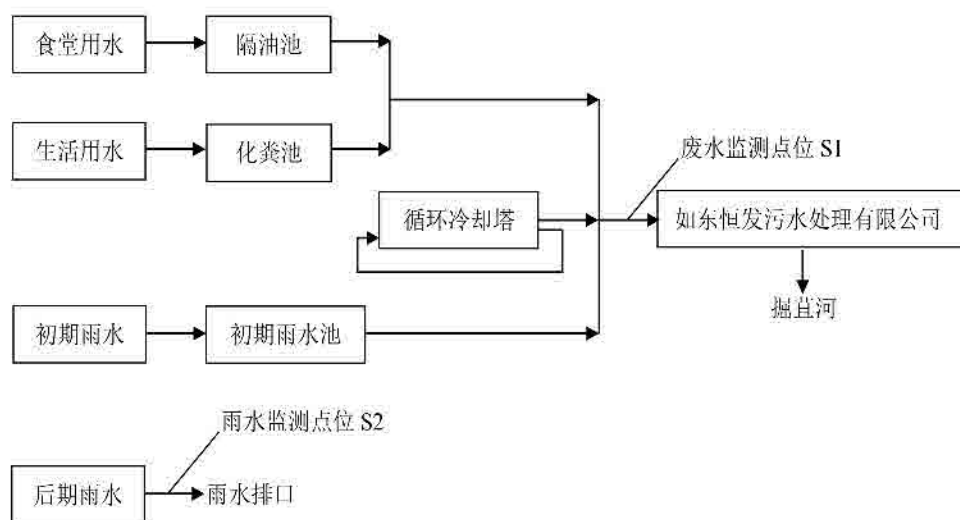 食堂用水
隔油池
生活用水
化粪池
废水监测点位 S1
循环冷却塔
如东恒发污水处理有限公司
掘苴河
初期雨水
初期雨水池
雨水监测点位 S2
后期雨水
雨水排口